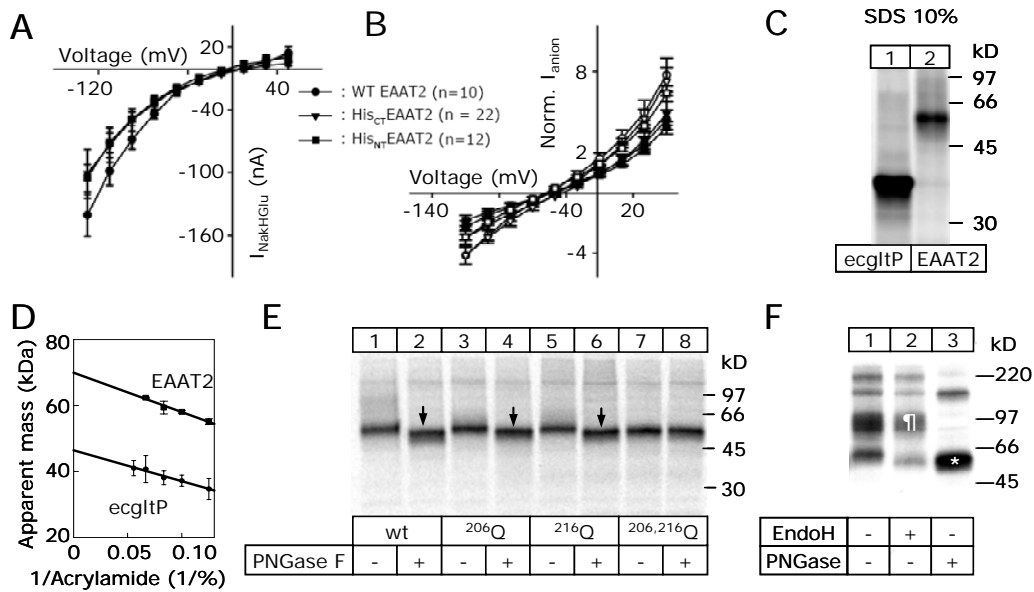 A
Voltage (mV)
20
-120
40
-40
-100
-160
I NaKHGlu (nA)
: WT EAAT2 (n=10)
: HisCTEAAT2 (n = 22)
: HisNTEAAT2 (n=12)
B
Norm. Ianion
8
2
Voltage (mV)
-140
-40
20
-4
C
SDS 10%
kD
1 2
97
66
45
30
ecgltP EAAT2
D
Apparent mass (kDa)
80
60
40
20
EAAT2
ecgltP
0 0.05 0.10
1/Acrylamide (1/%)
E
1 2 3 4 5 6 7 8
kD
97
66
45
30
wt 206Q 216Q 206,216Q
PNGase F - + - + - + - +
F
1 2 3
kD
220
97
¶
66
*
45
EndoH - + -
PNGase - - +